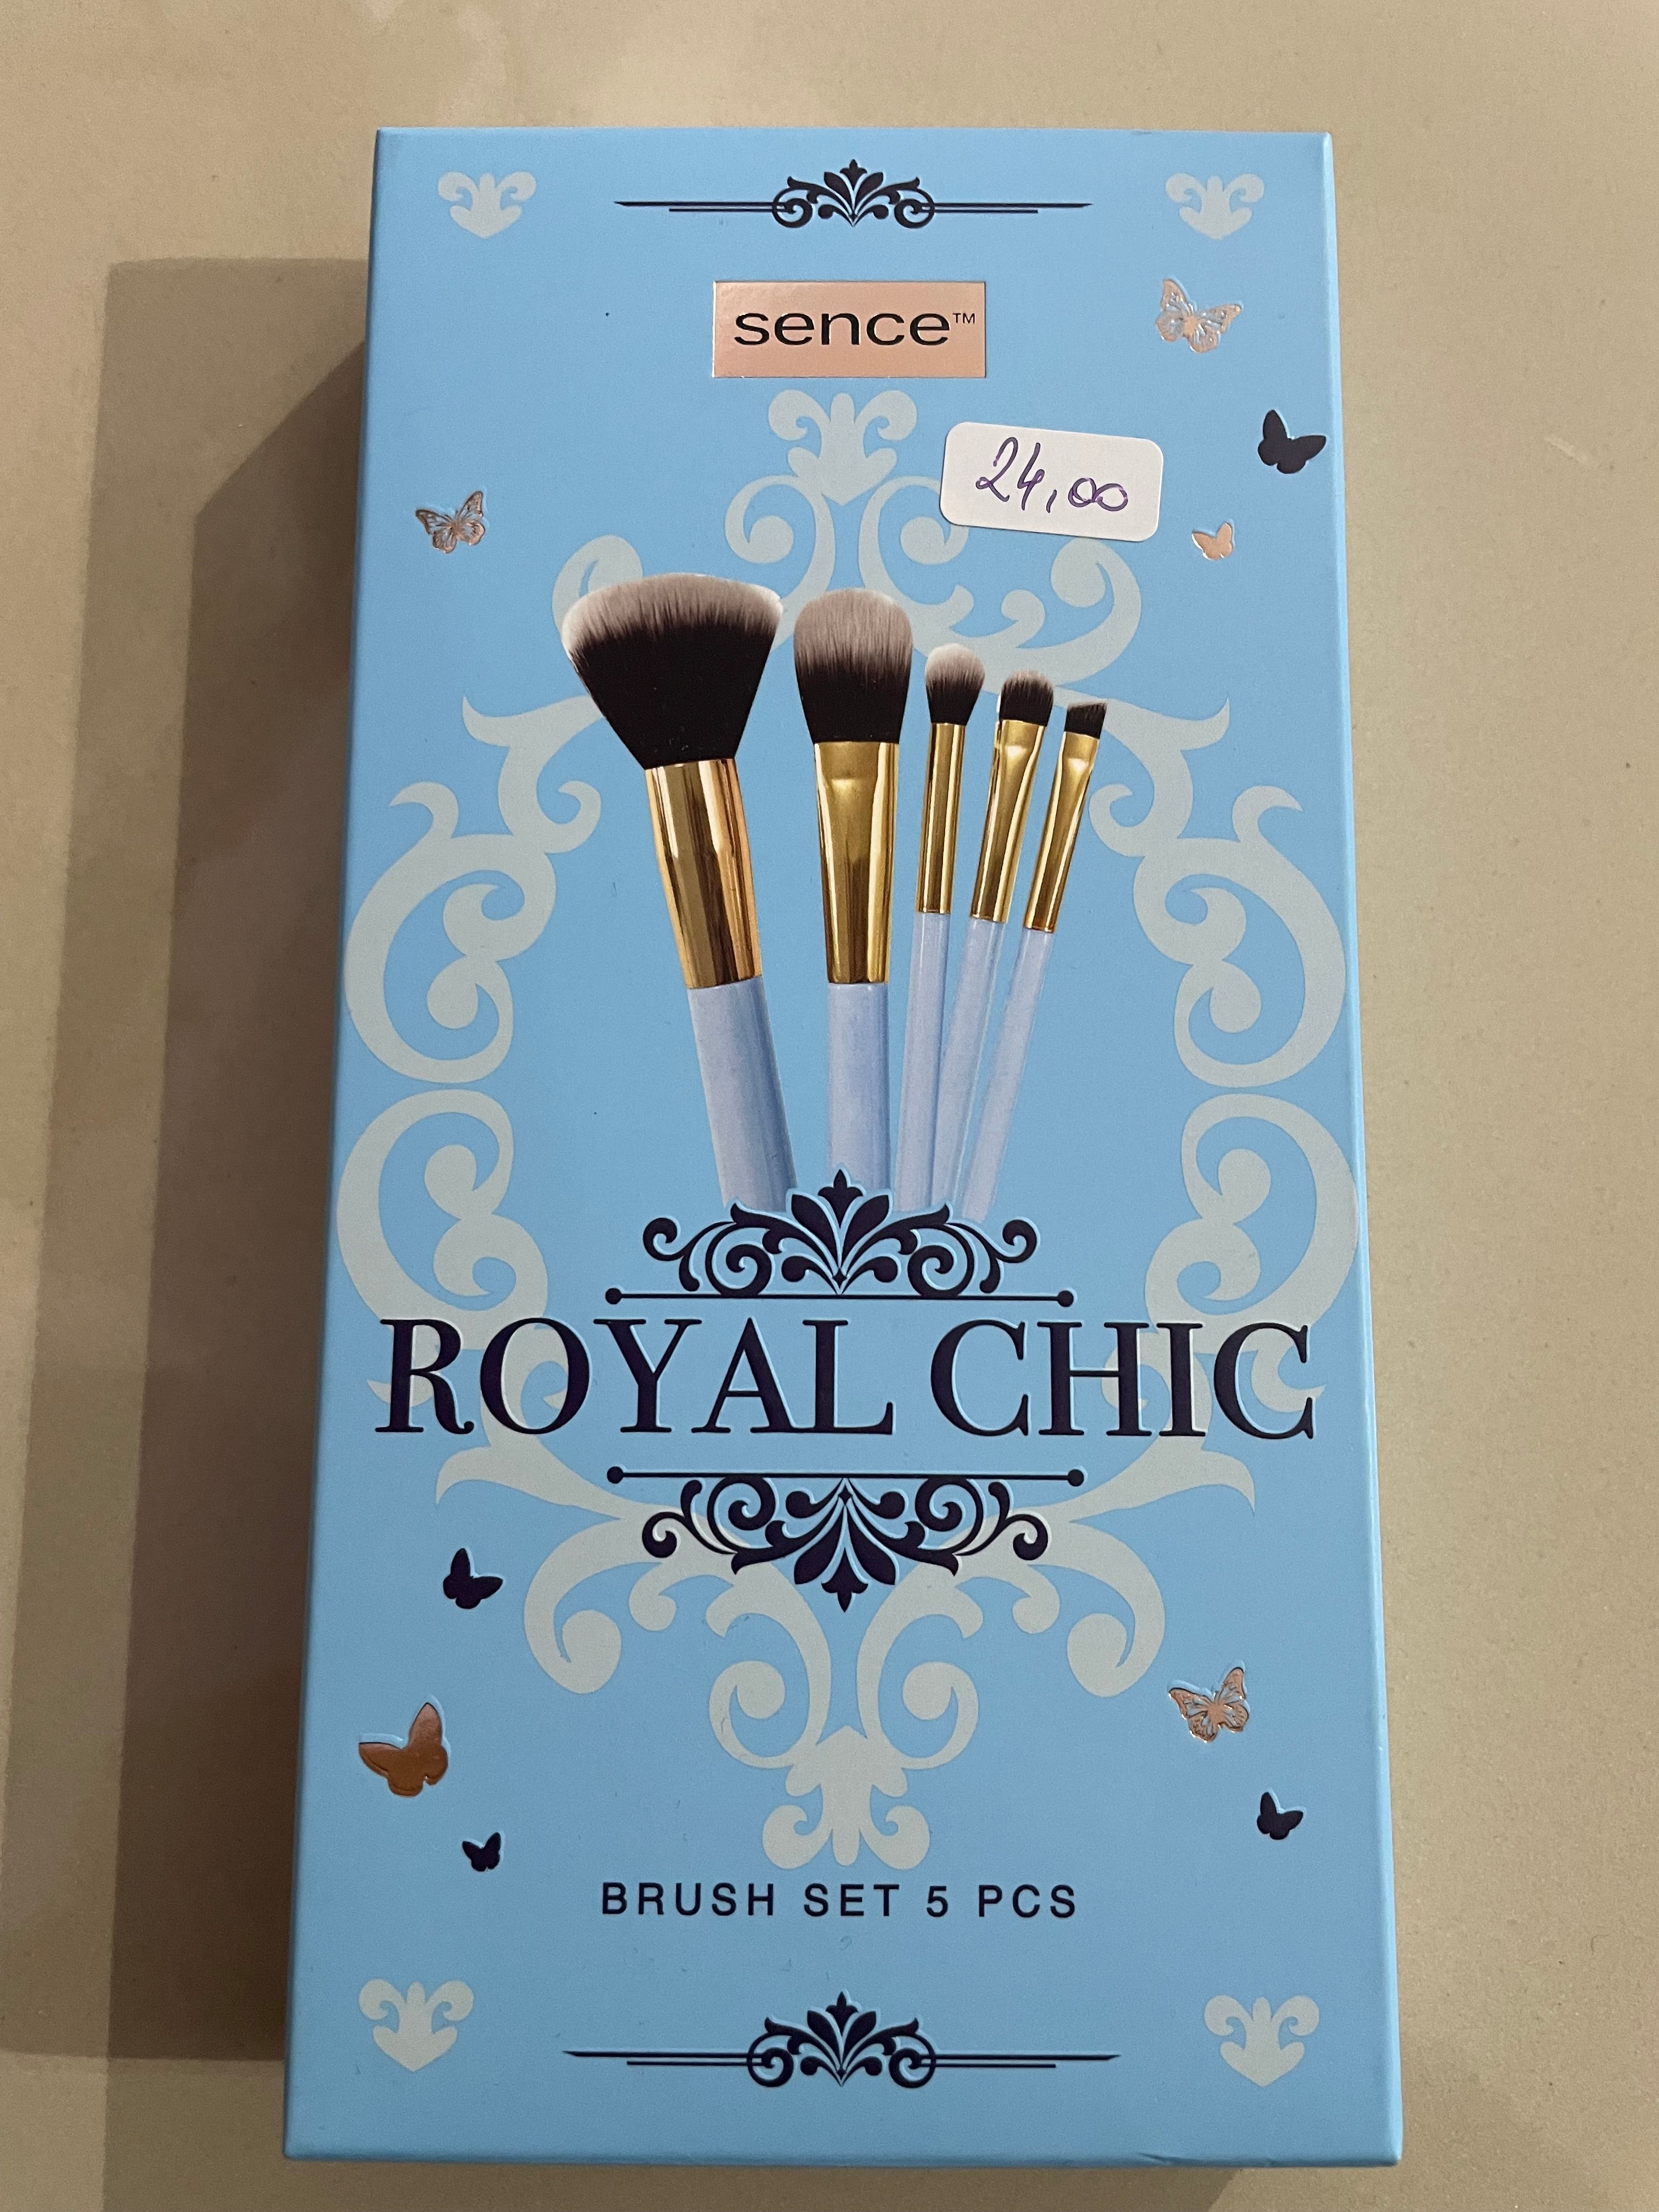 sence™
24,00
ROYAL CHIC
BRUSH SET 5 PCS